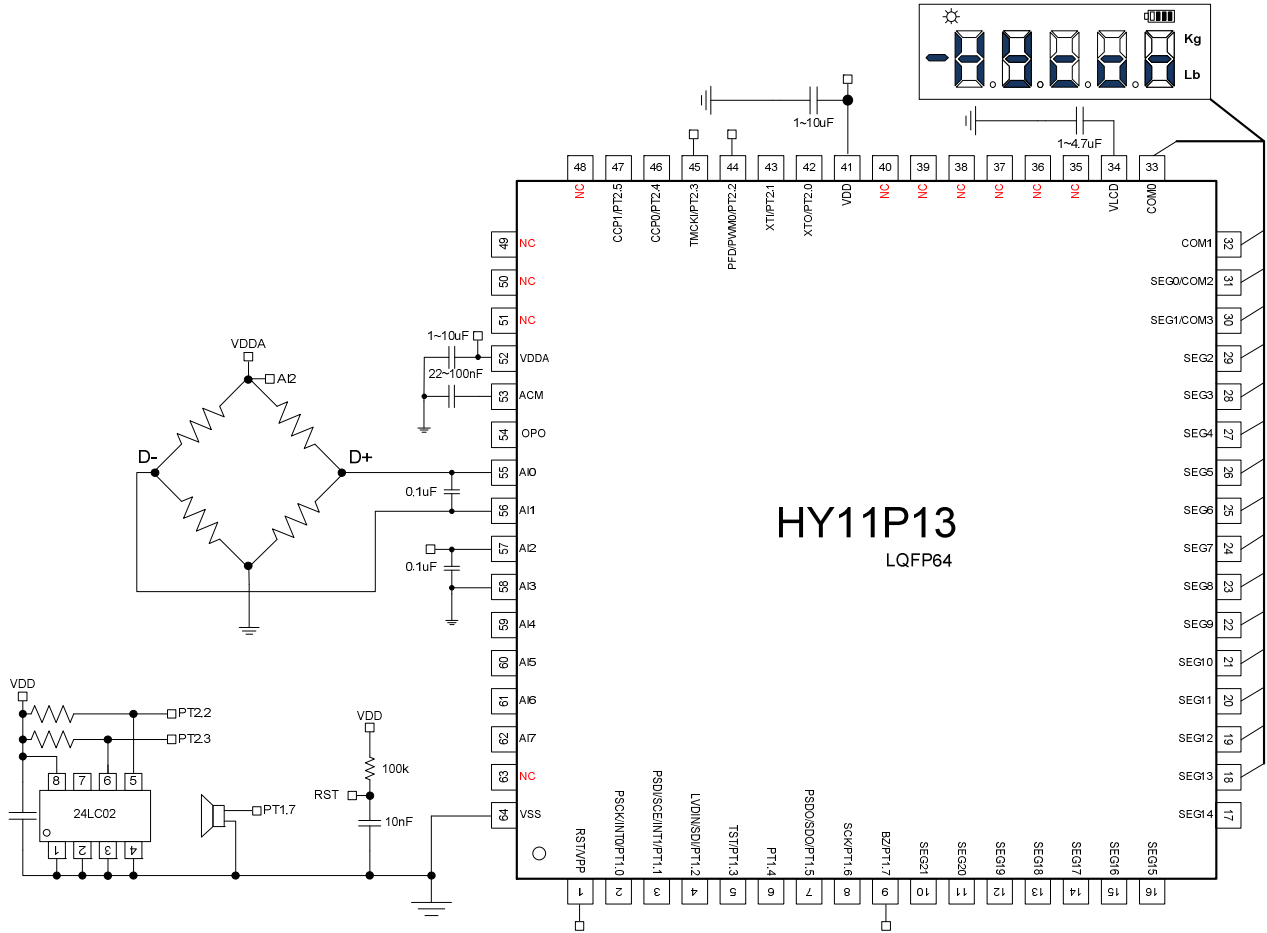 Kg
Lb
1~10uF
1~4.7uF
48 47 46 45 44 43 42 41 40 39 38 37 36 35 34 33
NC
CCP1/PT2.5
CCP0/PT2.4
TMCKI/PT2.3
PFD/PWM0/PT2.2
XTI/PT2.1
XTO/PT2.0
VDD
NC
NC
NC
NC
NC
NC
VLCD
COM0
49 NC
50 NC
51 NC
52 VDDA
53 ACM
54 OPO
55 AI0
56 AI1
57 AI2
58 AI3
59 AI4
60 AI5
61 AI6
62 AI7
63 NC
64 VSS
COM1 32
SEG0/COM2 31
SEG1/COM3 30
SEG2 29
SEG3 28
SEG4 27
SEG5 26
SEG6 25
SEG7 24
SEG8 23
SEG9 22
SEG10 21
SEG11 20
SEG12 19
SEG13 18
SEG14 17
1~10uF
22~100nF
VDDA
AI2
D-
D+
0.1uF
0.1uF
HY11P13
LQFP64
VDD
PT2.2
PT2.3
8 7 6 5
24LC02
1 2 3 4
PT1.7
VDD
100k
RST
10nF
RST/VPP
PSCK/INT0/PT1.0
PSDI/SCE/INT1/PT1.1
LVDIN/SDI/PT1.2
TST/PT1.3
PT1.4
PSDO/SDO/PT1.5
SCK/PT1.6
BZ/PT1.7
SEG21
SEG20
SEG19
SEG18
SEG17
SEG16
SEG15
1 2 3 4 5 6 7 8 9 10 11 12 13 14 15 16